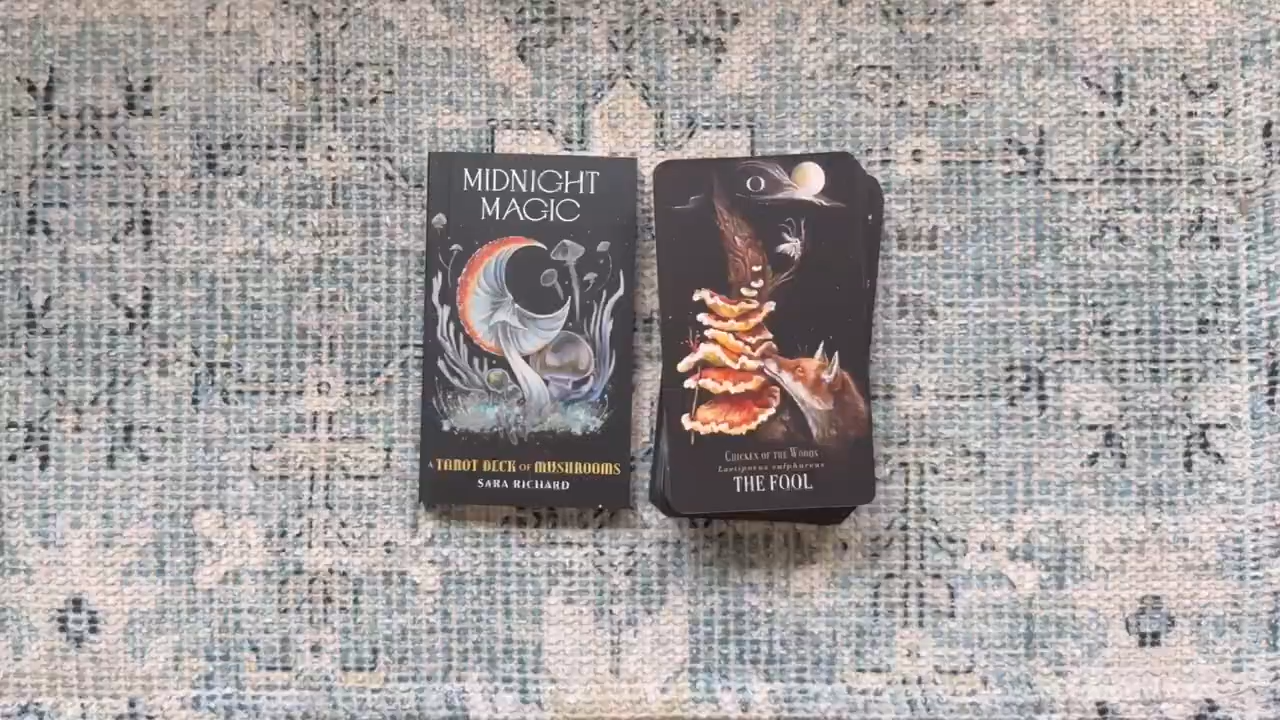 MIDNIGHT
MAGIC
A TAROT DECK OF MUSHROOMS
SARA RICHARD
0
CHICKEN OF THE WOODS
Laetiporus sulphureus
THE FOOL